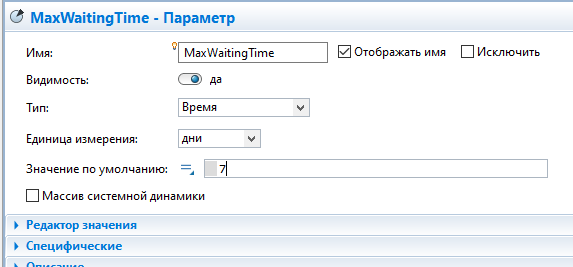 MaxWaitingTime - Параметр
Имя: MaxWaitingTime Отображать имя Исключить
Видимость: да
Тип: Время
Единица измерения: дни
Значение по умолчанию: 7
Массив системной динамики
Редактор значения
Специфические
Описание